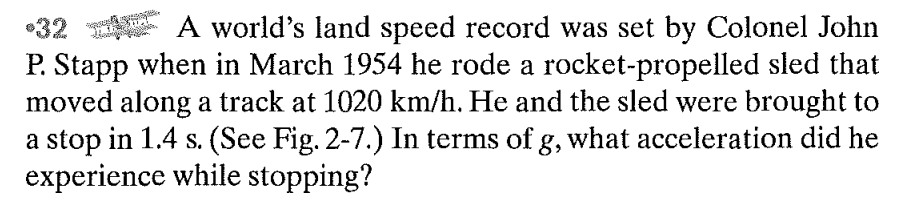 •32 A world's land speed record was set by Colonel John
P. Stapp when in March 1954 he rode a rocket-propelled sled that
moved along a track at 1020 km/h. He and the sled were brought to
a stop in 1.4 s. (See Fig. 2-7.) In terms of g, what acceleration did he
experience while stopping?